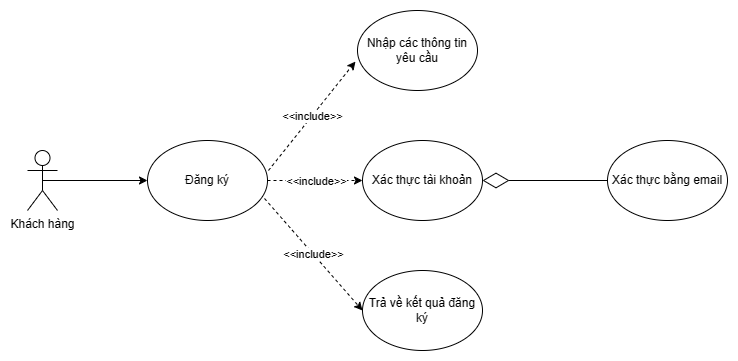 Nhập các thông tin
yêu cầu
<<include>>
Đăng ký
<<include>>
Xác thực tài khoản
Xác thực bằng email
Khách hàng
<<include>>
Trả về kết quả đăng
ký